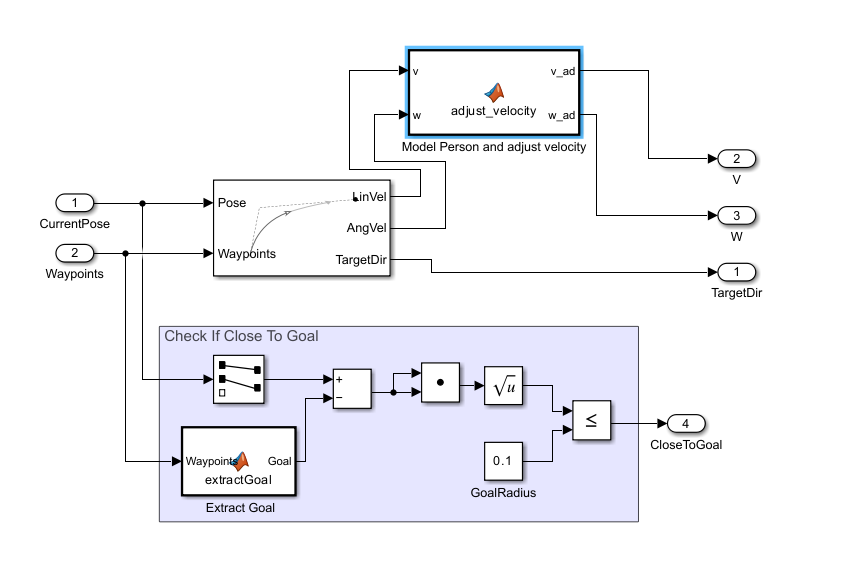 v
v_ad
adjust_velocity
w
w_ad
Model Person and adjust velocity
2
V
1
Pose
LinVel
CurrentPose
3
W
AngVel
2
Waypoints
Waypoints
TargetDir
1
TargetDir
Check If Close To Goal
+
−
√u
≤
4
CloseToGoal
Waypoints
Goal
extractGoal
0.1
GoalRadius
Extract Goal